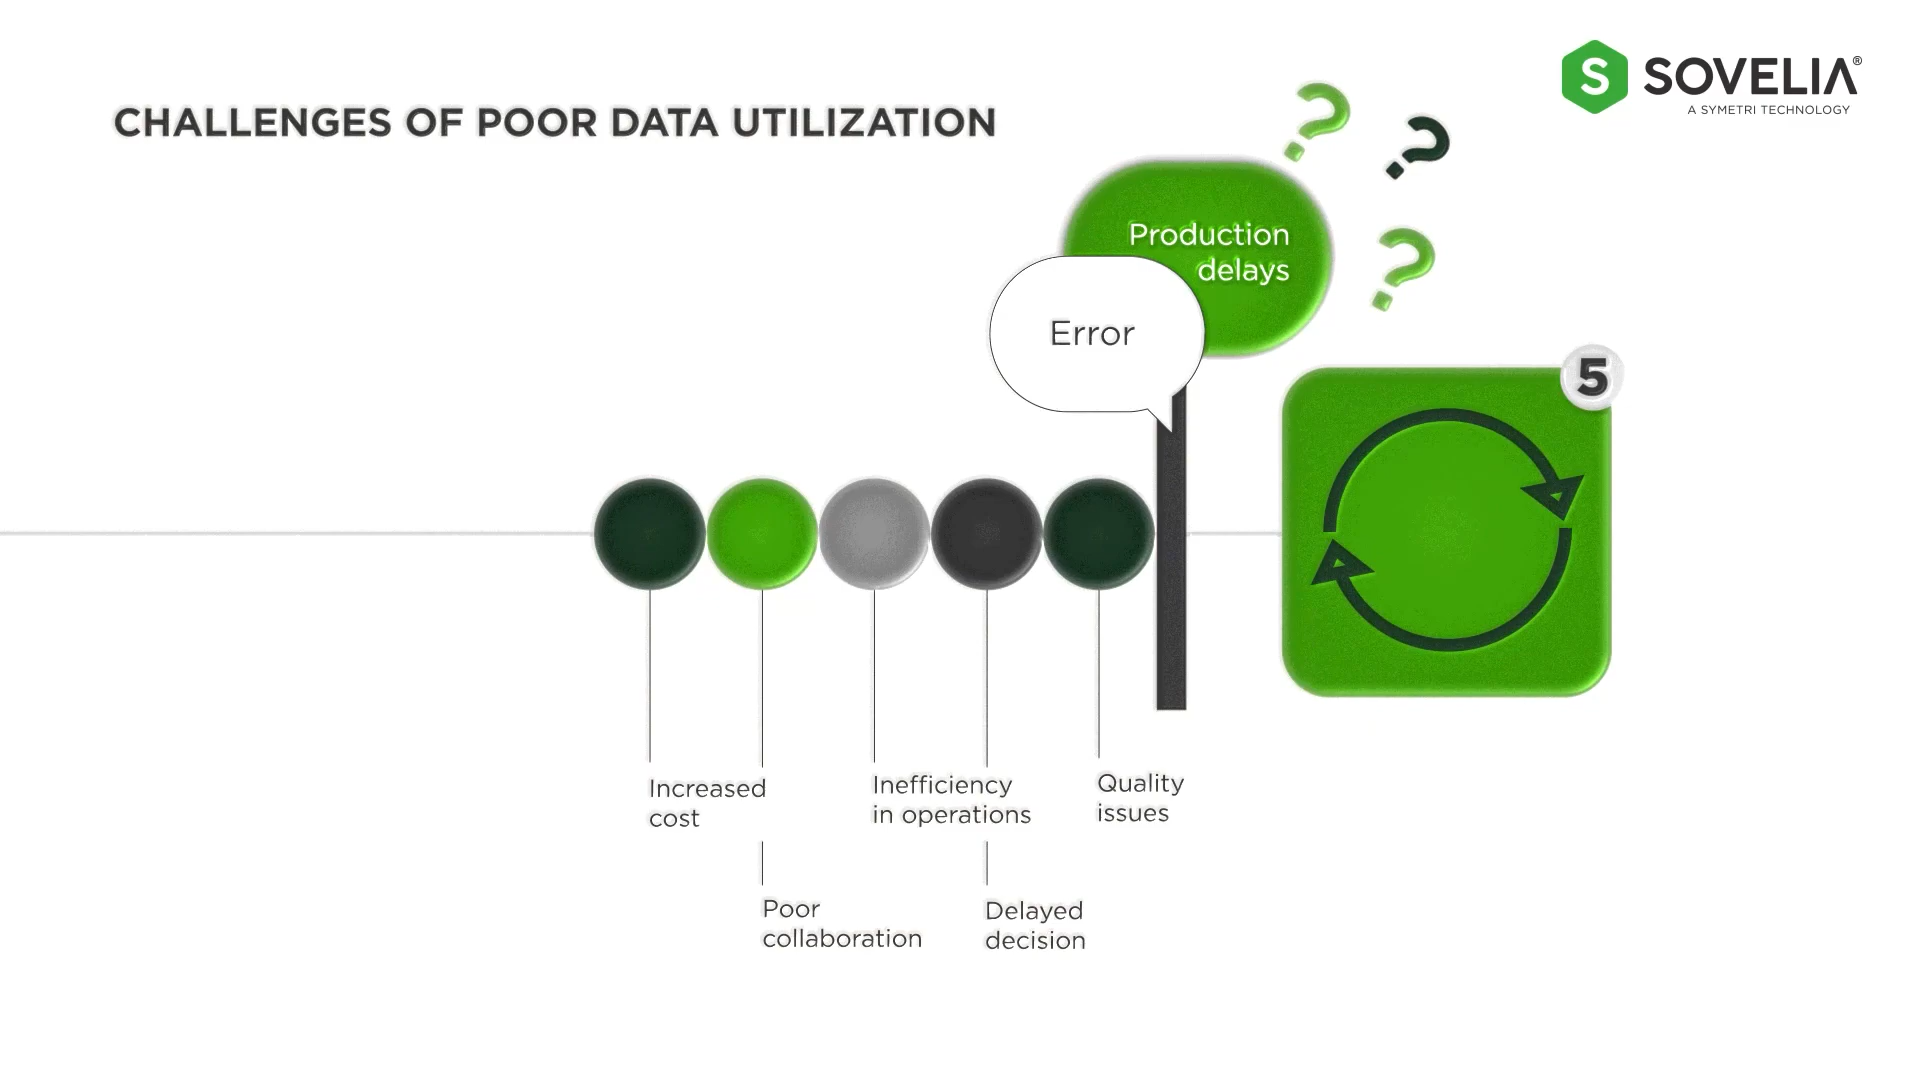 CHALLENGES OF POOR DATA UTILIZATION
S SOVELIA®
A SYMETRI TECHNOLOGY
? ? ?
Production
delays
Error
5
Increased
cost
Inefficiency
in operations
Quality
issues
Poor
collaboration
Delayed
decision